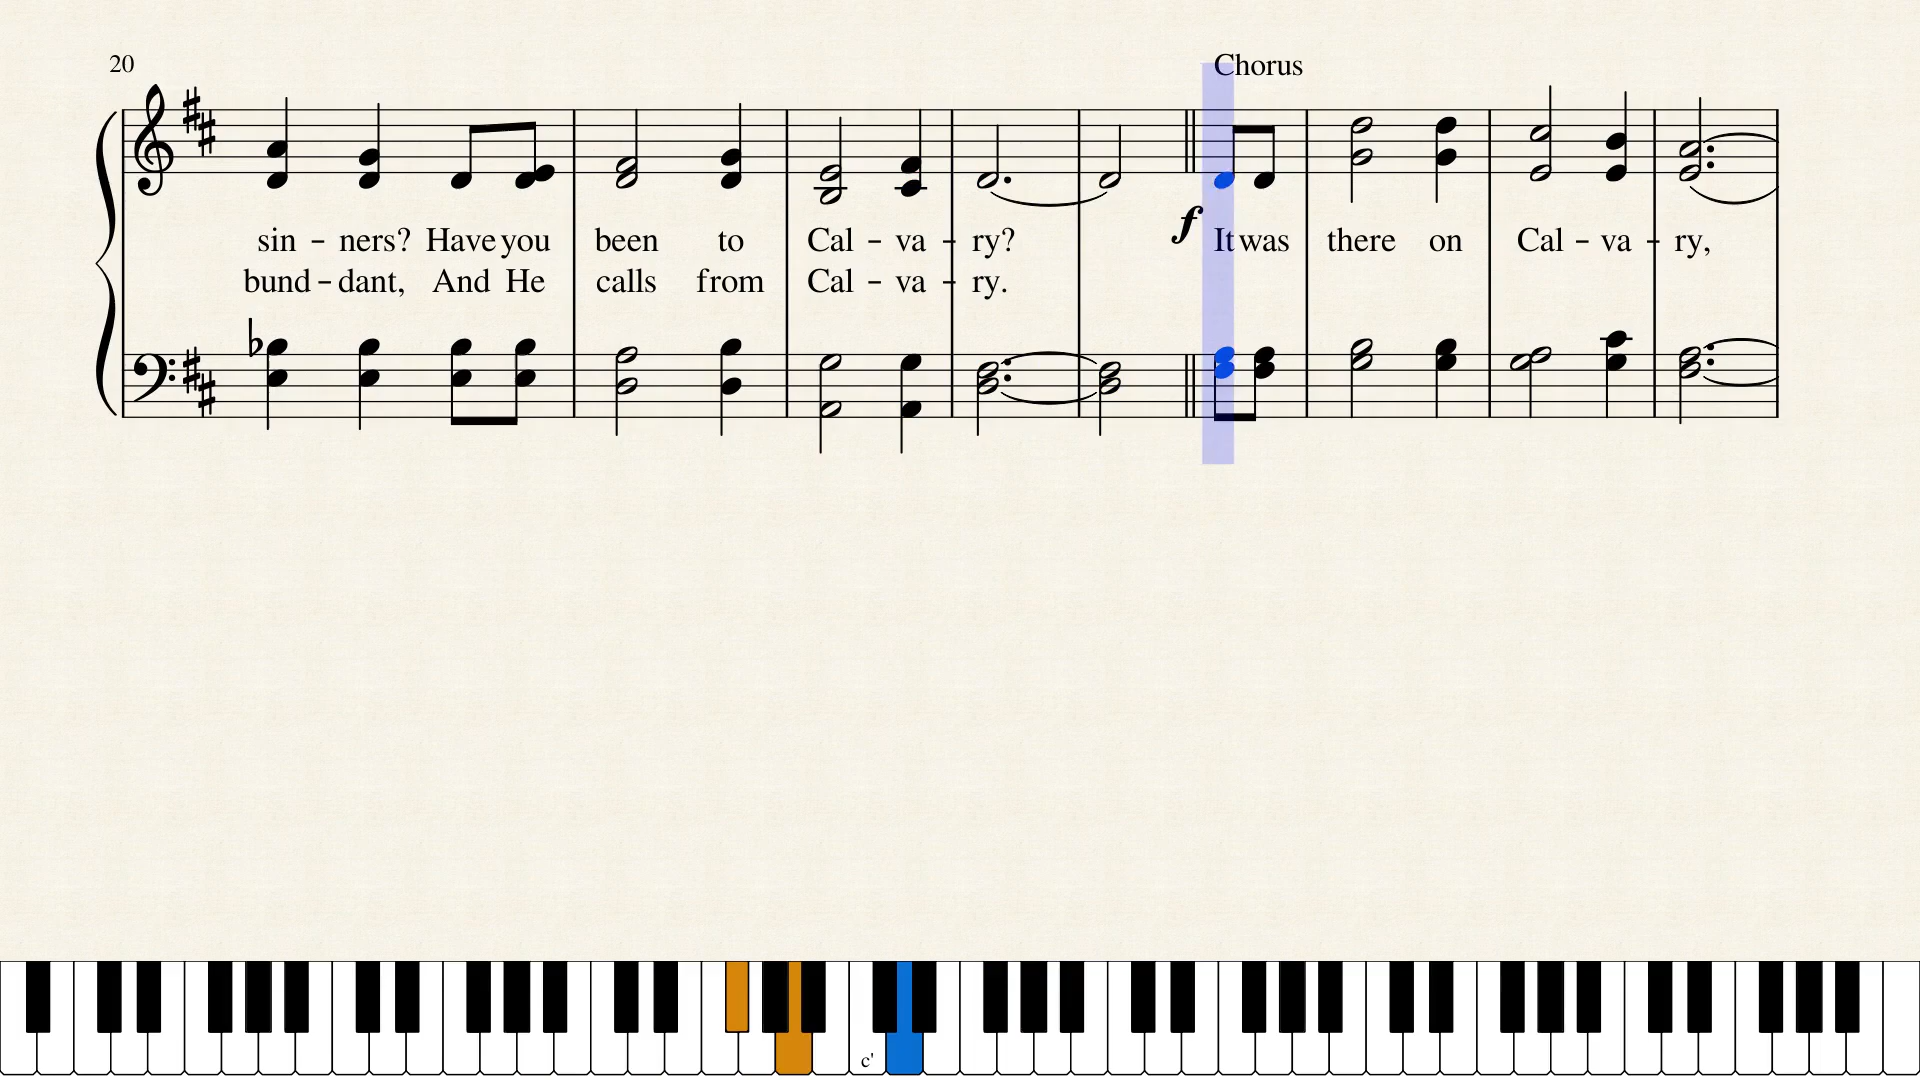 20
Chorus
f
sin - ners? Have you been to Cal - va - ry? It was there on Cal - va - ry,
bund - dant, And He calls from Cal - va - ry.
c'